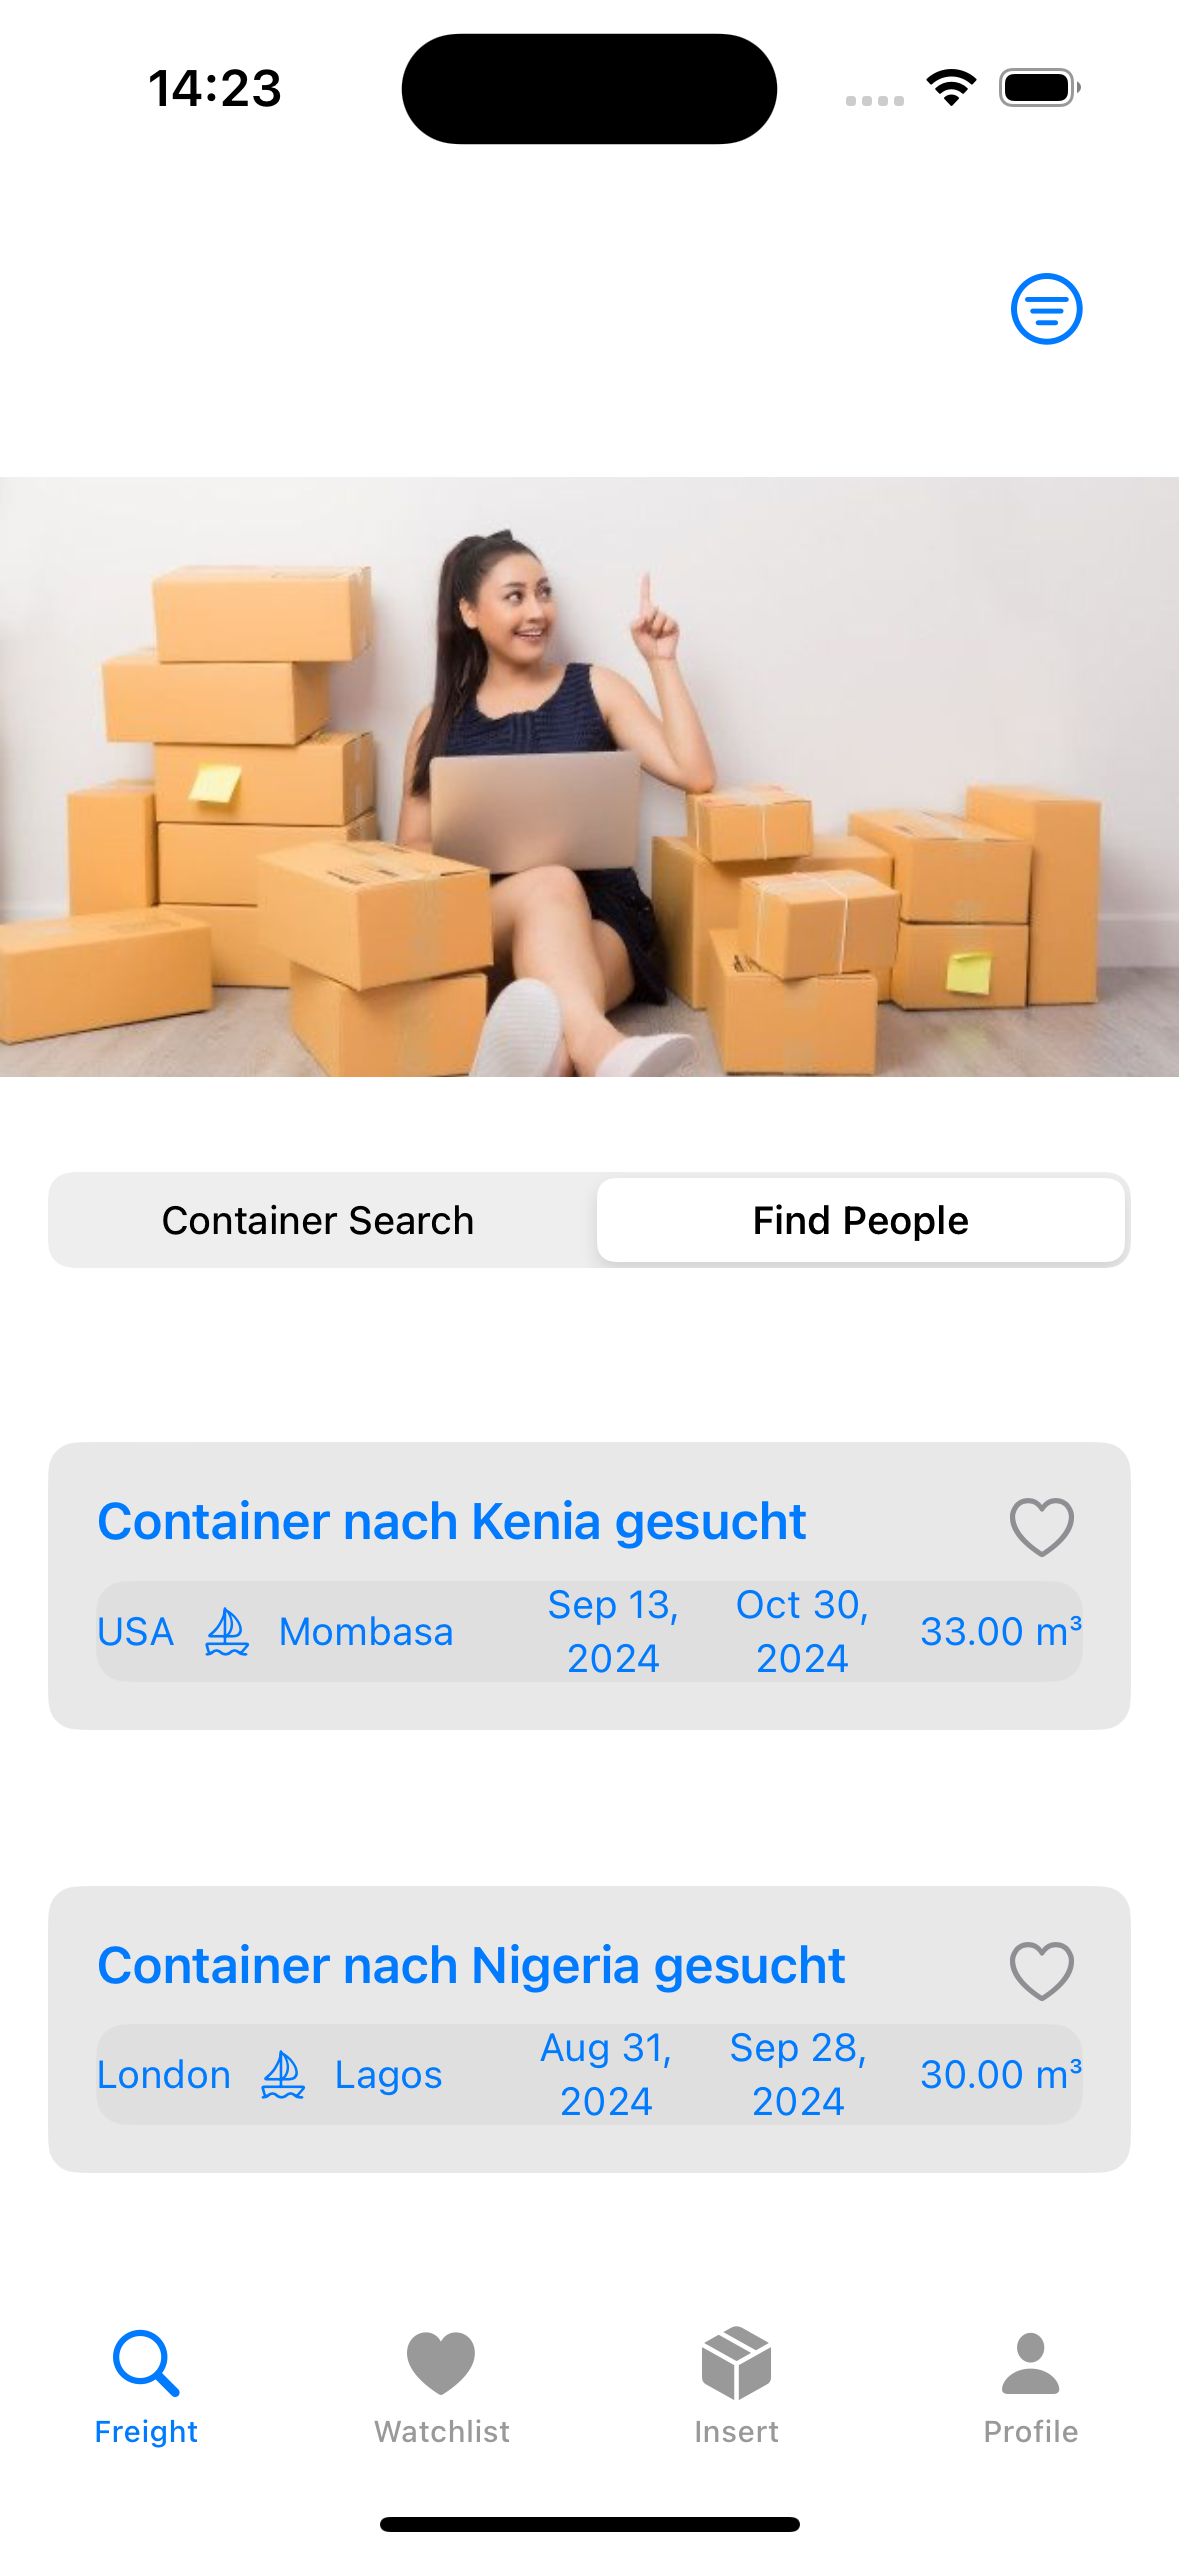 14:23
Container Search
Find People
Container nach Kenia gesucht
USA Mombasa Sep 13, 2024 Oct 30, 2024 33.00 m³
Container nach Nigeria gesucht
London Lagos Aug 31, 2024 Sep 28, 2024 30.00 m³
Freight
Watchlist
Insert
Profile